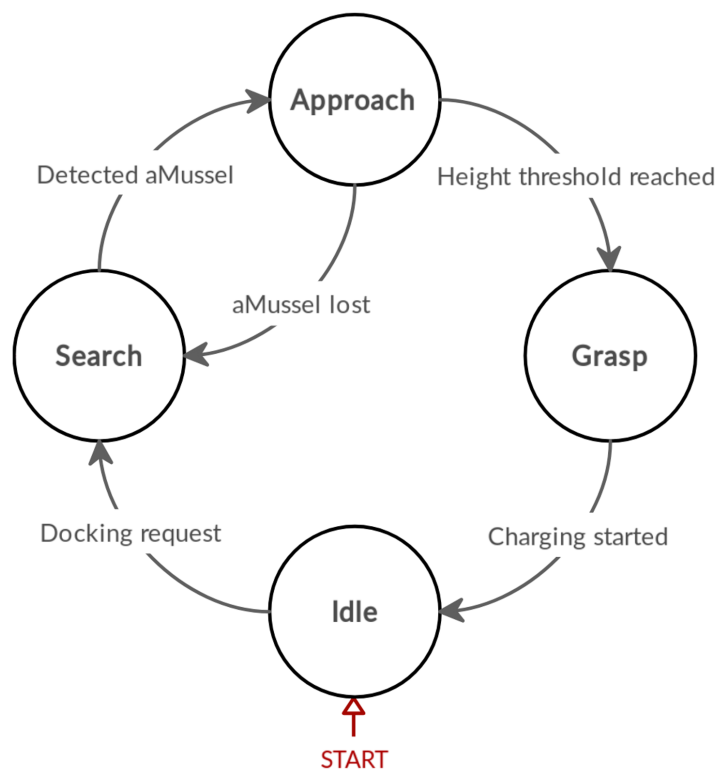 Approach
Detected aMussel
Height threshold reached
aMussel lost
Search
Grasp
Docking request
Charging started
Idle
START